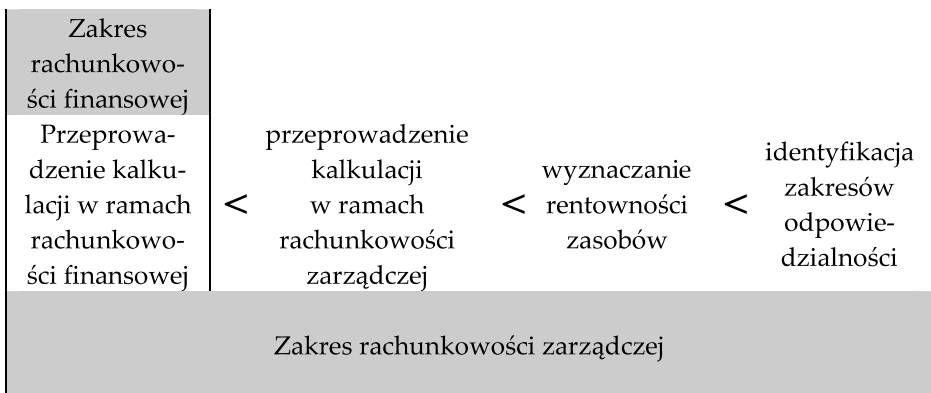 Zakres
rachunkowo-
ści finansowej
Przeprowa-
dzenie kalku-
lacji w ramach
rachunkowo-
ści finansowej
<
przeprowadzenie
kalkulacji
w ramach
rachunkowości
zarządczej
<
wyznaczanie
rentowności
zasobów
<
identyfikacja
zakresów
odpowie-
dzialności
Zakres rachunkowości zarządczej